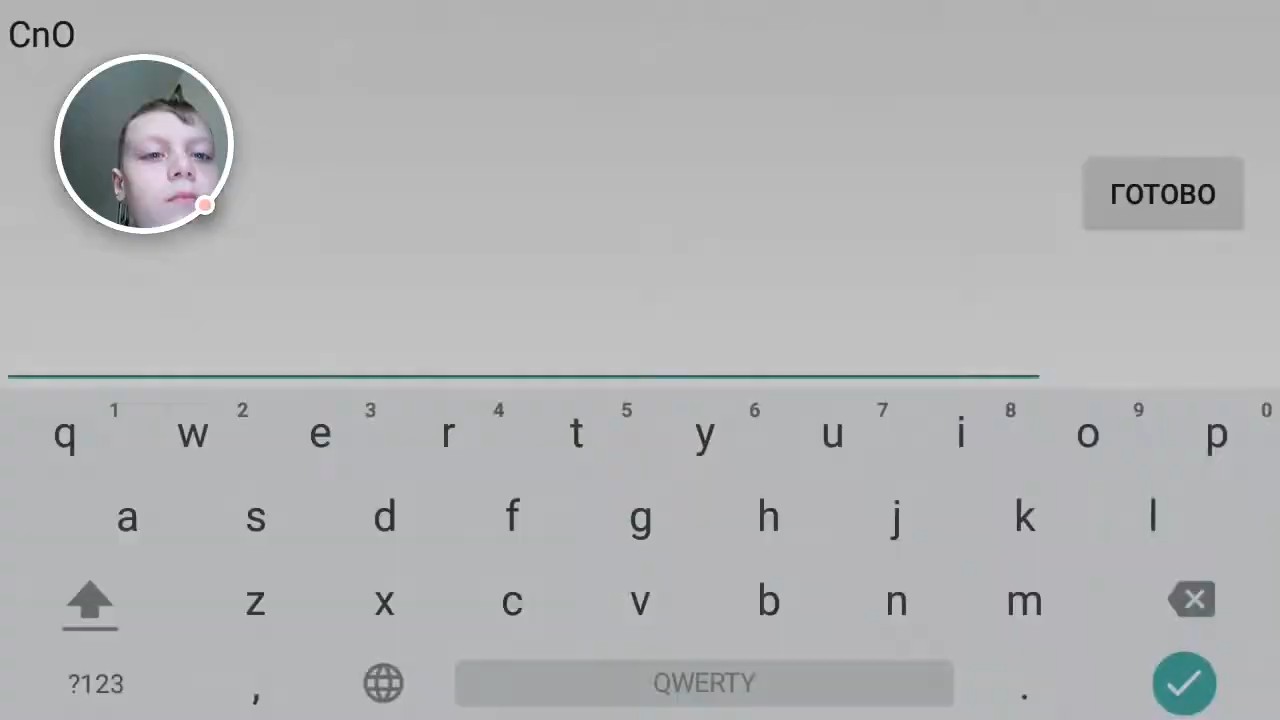 CnO
ГОТОВО
1 2 3 4 5 6 7 8 9 0
q w e r t y u i o p
a s d f g h j k l
z x c v b n m
?123 , QWERTY .